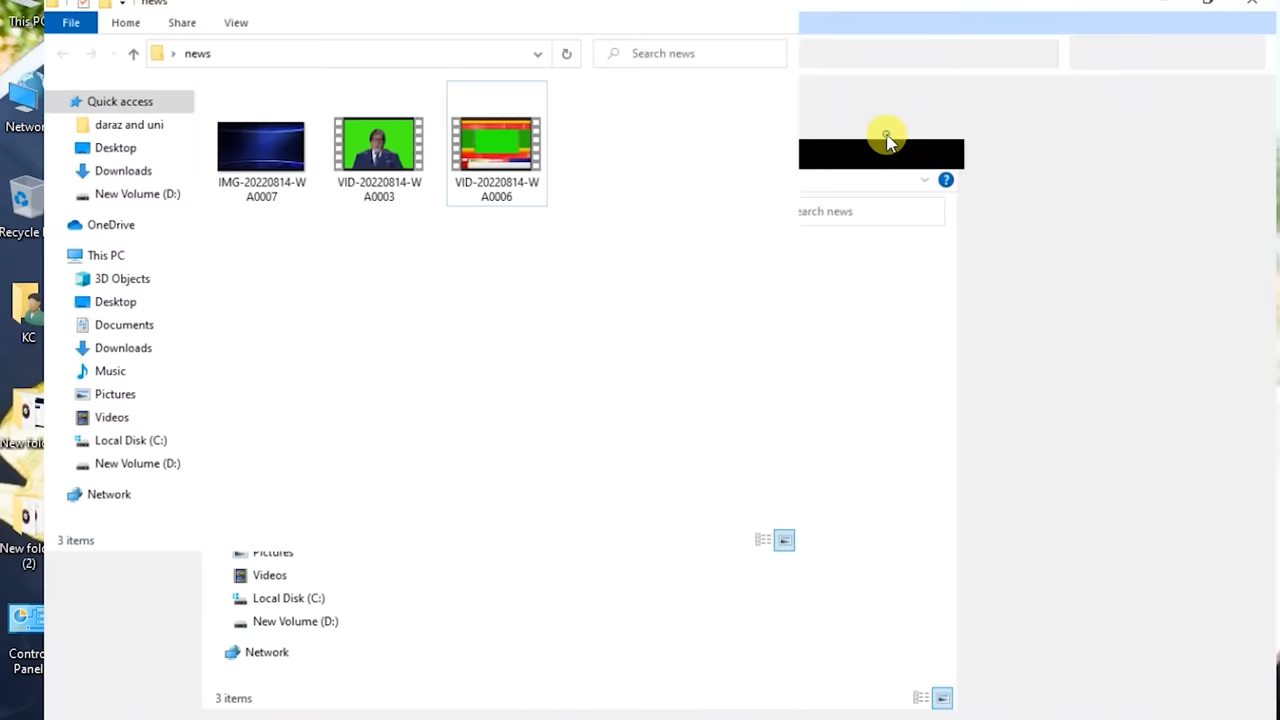 This PC
news
File
Home
Share
View
news
Search news
Quick access
daraz and uni
Desktop
Downloads
New Volume (D:)
OneDrive
This PC
3D Objects
Desktop
Documents
Downloads
Music
Pictures
Videos
Local Disk (C:)
New Volume (D:)
Network
3 items
IMG-20220814-W
A0007
VID-20220814-W
A0003
VID-20220814-W
A0006
earch news
Pictures
Videos
Local Disk (C:)
New Volume (D:)
Network
3 items
Network
Recycle
KC
New fol
New fol
(2)
Contro
Panel